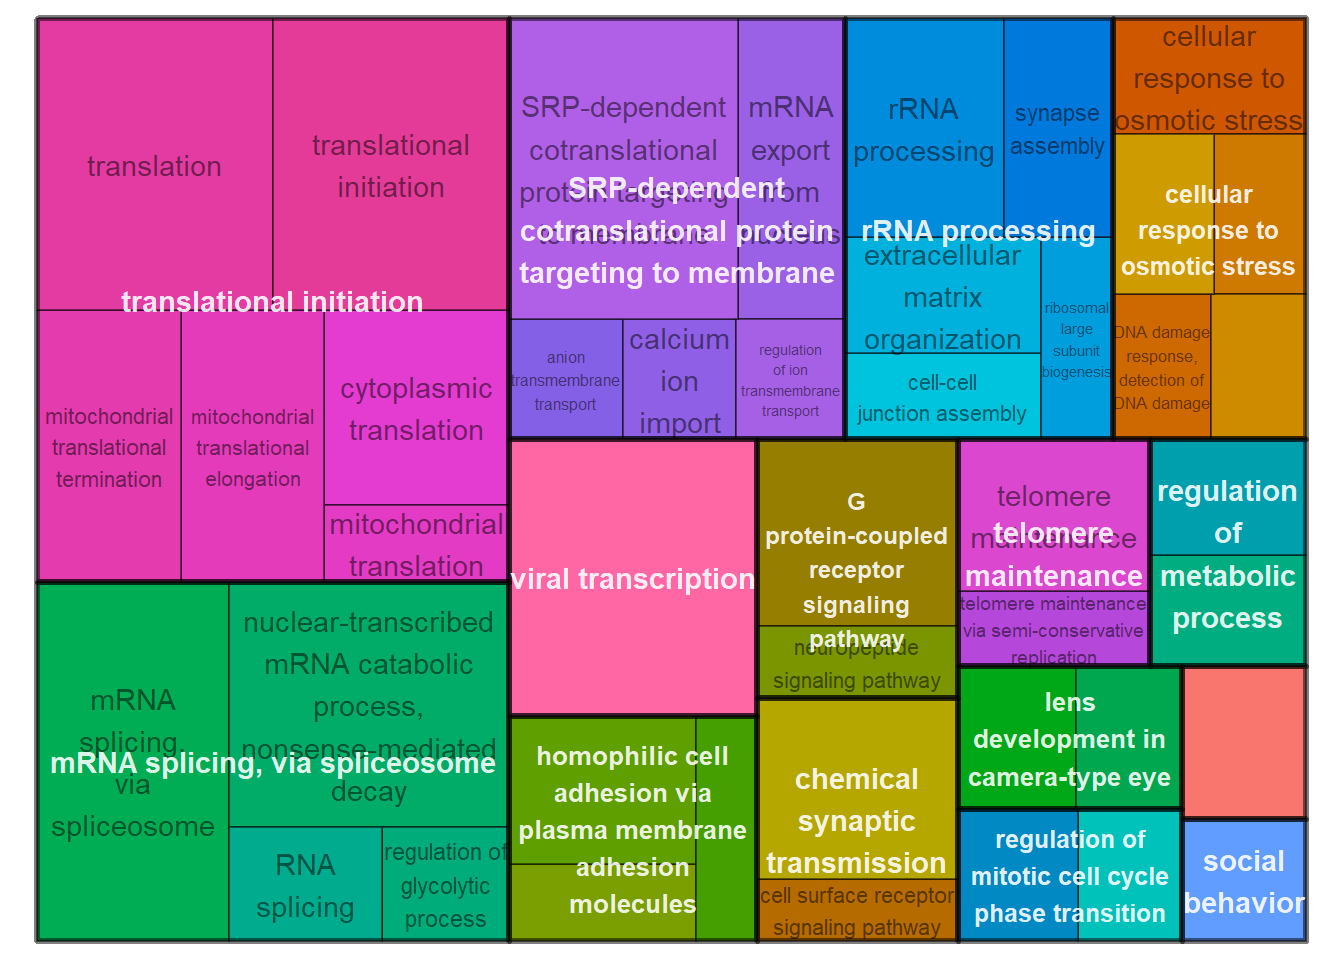 translation
translational
initiation
translational initiation
mitochondrial
translational
termination
mitochondrial
translational
elongation
cytoplasmic
translation
mitochondrial
translation
mRNA
splicing,
via
spliceosome
nuclear-transcribed
mRNA catabolic
process,
nonsense-mediated
decay
mRNA splicing, via spliceosome
RNA
splicing
regulation of
glycolytic
process
SRP-dependent
cotranslational
protein targeting
to membrane
mRNA
export
from
nucleus
SRP-dependent
cotranslational protein
targeting to membrane
anion
transmembrane
transport
calcium
ion
import
regulation
of ion
transmembrane
transport
rRNA
processing
synapse
assembly
rRNA processing
extracellular
matrix
organization
cell-cell
junction assembly
ribosomal
large
subunit
biogenesis
cellular
response to
osmotic stress
cellular
response to
osmotic stress
DNA damage
response,
detection of
DNA damage
viral transcription
homophilic cell
adhesion via
plasma membrane
adhesion
molecules
G
protein-coupled
receptor
signaling
pathway
neuropeptide
signaling pathway
chemical
synaptic
transmission
cell surface receptor
signaling pathway
telomere
maintenance
telomere
maintenance
telomere maintenance
via semi-conservative
replication
regulation
of
metabolic
process
lens
development in
camera-type eye
regulation of
mitotic cell cycle
phase transition
social
behavior